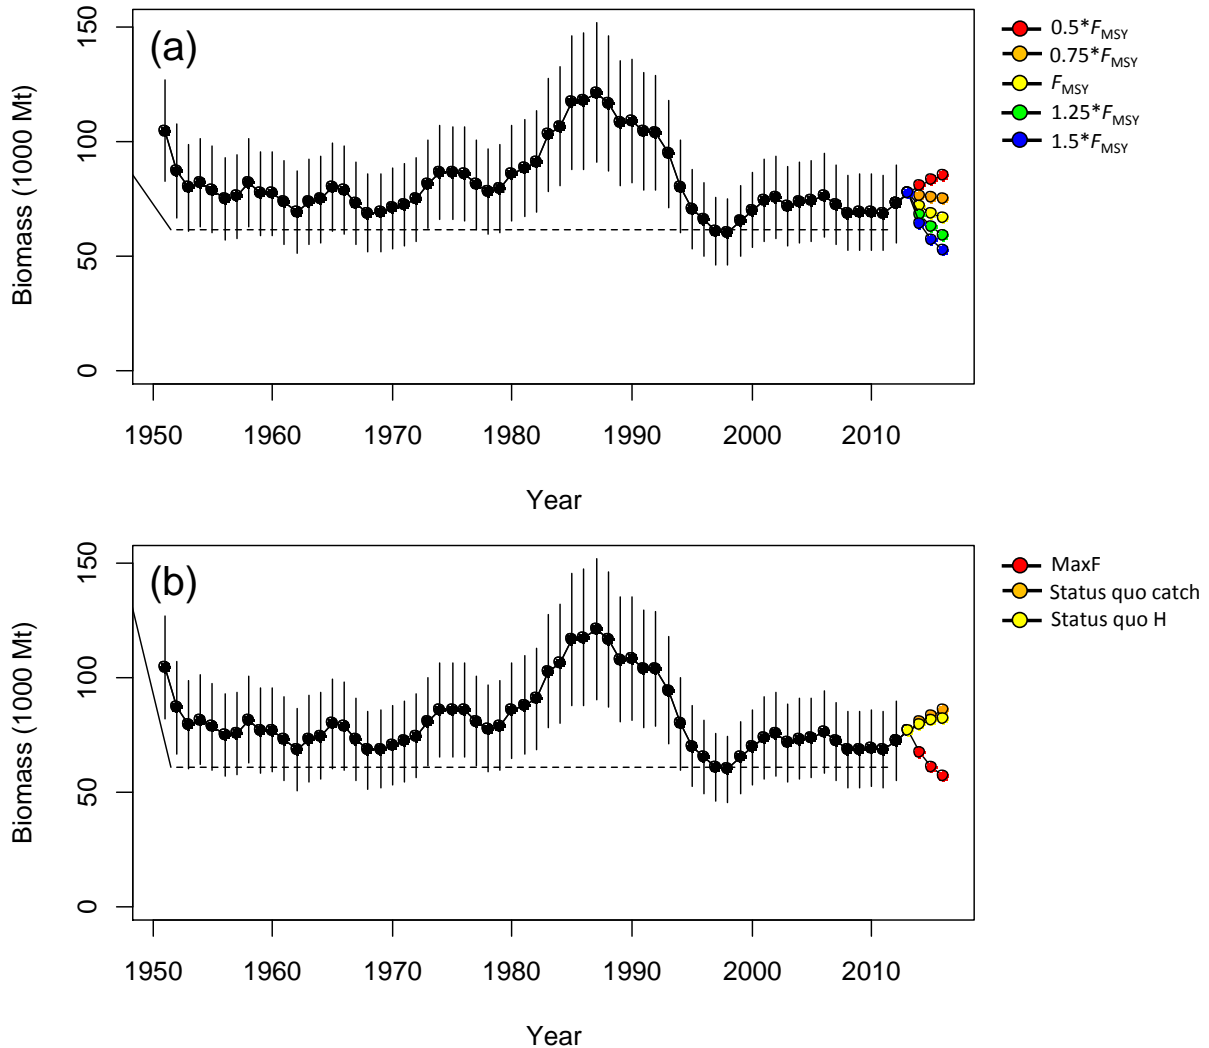 (a)
150
100
50
0
Biomass (1000 Mt)
1950 1960 1970 1980 1990 2000 2010
Year
0.5*FMSY
0.75*FMSY
FMSY
1.25*FMSY
1.5*FMSY
(b)
150
100
50
0
Biomass (1000 Mt)
1950 1960 1970 1980 1990 2000 2010
Year
MaxF
Status quo catch
Status quo H